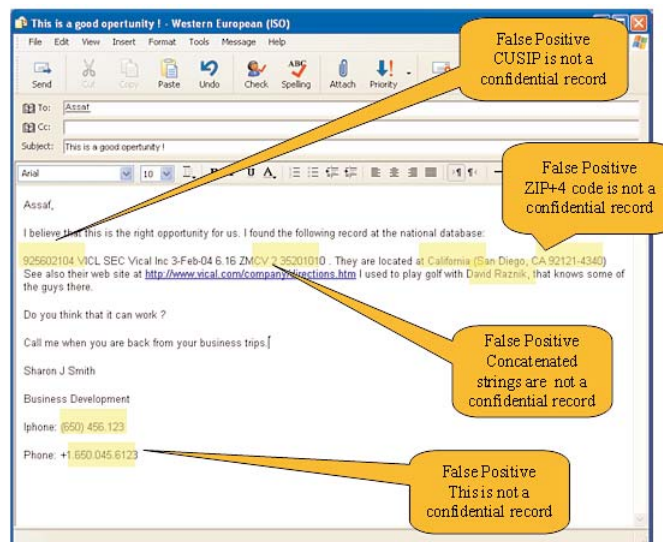 This is a good opertunity ! - Western European (ISO)
File Edit View Insert Format Tools Message Help
Send Cut Copy Paste Undo Check Spelling Attach Priority
To: Assaf
Cc:
Subject: This is a good opertunity !
Arial 10 U A
Assaf,
I believe that this is the right opportunity for us. I found the following record at the national database:
925602104 VICL SEC Vical Inc 3-Feb-04 6.16 ZMCV 2 35201010 . They are located at California (San Diego, CA 92121-4340)
See also their web site at http://www.vical.com/company/directions.htm I used to play golf with David Raznik, that knows some of
the guys there.
Do you think that it can work ?
Call me when you are back from your business trips.
Sharon J Smith
Business Development
Iphone: (650) 456.123
Phone: +1.650.045.6123
False Positive
CUSIP is not a
confidential record
False Positive
ZIP+4 code is not a
confidential record
False Positive
Concatenated
strings are not a
confidential record
False Positive
This is not a
confidential record